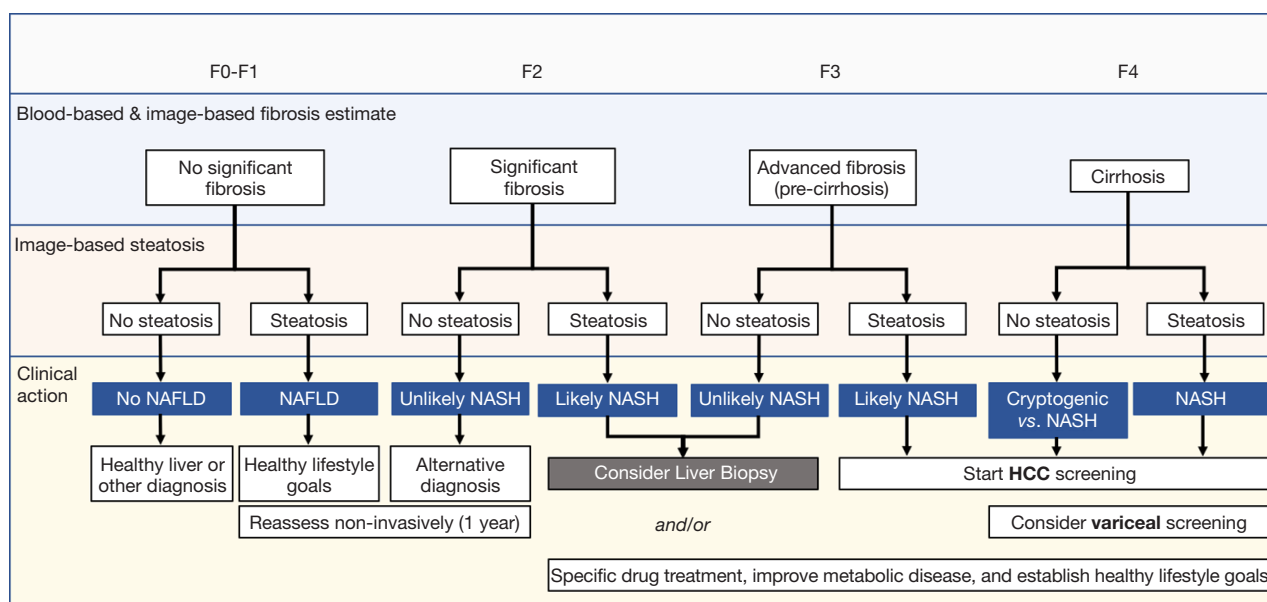 F0-F1
F2
F3
F4
Blood-based & image-based fibrosis estimate
No significant
fibrosis
Significant
fibrosis
Advanced fibrosis
(pre-cirrhosis)
Cirrhosis
Image-based steatosis
No steatosis
Steatosis
No steatosis
Steatosis
No steatosis
Steatosis
No steatosis
Steatosis
Clinical
action
No NAFLD
NAFLD
Unlikely NASH
Likely NASH
Unlikely NASH
Likely NASH
Cryptogenic
vs. NASH
NASH
Healthy liver or
other diagnosis
Healthy lifestyle
goals
Alternative
diagnosis
Consider Liver Biopsy
Start HCC screening
Reassess non-invasively (1 year)
and/or
Consider variceal screening
Specific drug treatment, improve metabolic disease, and establish healthy lifestyle goals